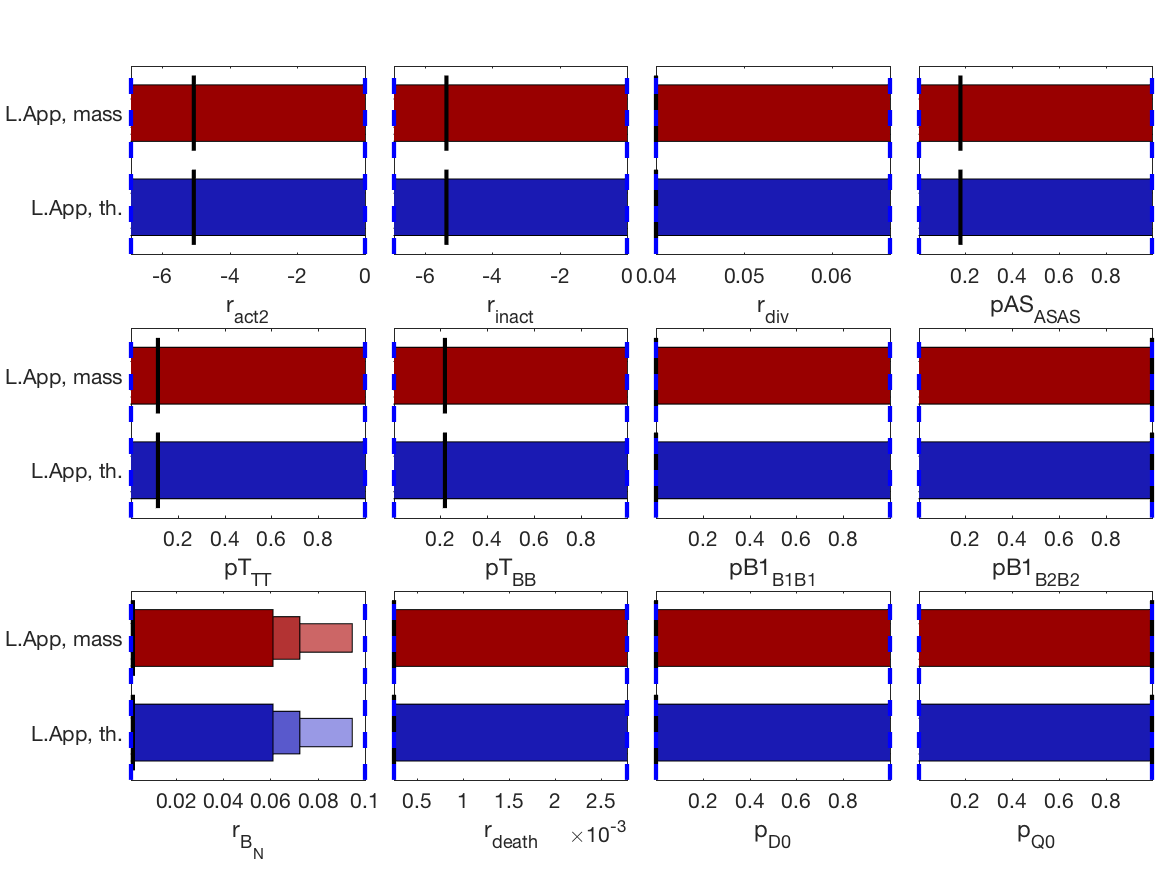 L.App, mass
L.App, th.
-6 -4 -2 0
r_act2
-6 -4 -2 0
r_inact
0.04 0.05 0.06
r_div
0.2 0.4 0.6 0.8
pAS_ASAS
L.App, mass
L.App, th.
0.2 0.4 0.6 0.8
pT_TT
0.2 0.4 0.6 0.8
pT_BB
0.2 0.4 0.6 0.8
pB1_B1B1
0.2 0.4 0.6 0.8
pB1_B2B2
L.App, mass
L.App, th.
0.02 0.04 0.06 0.08 0.1
r_B_N
0.5 1 1.5 2 2.5
r_death ×10^-3
0.2 0.4 0.6 0.8
p_D0
0.2 0.4 0.6 0.8
p_Q0